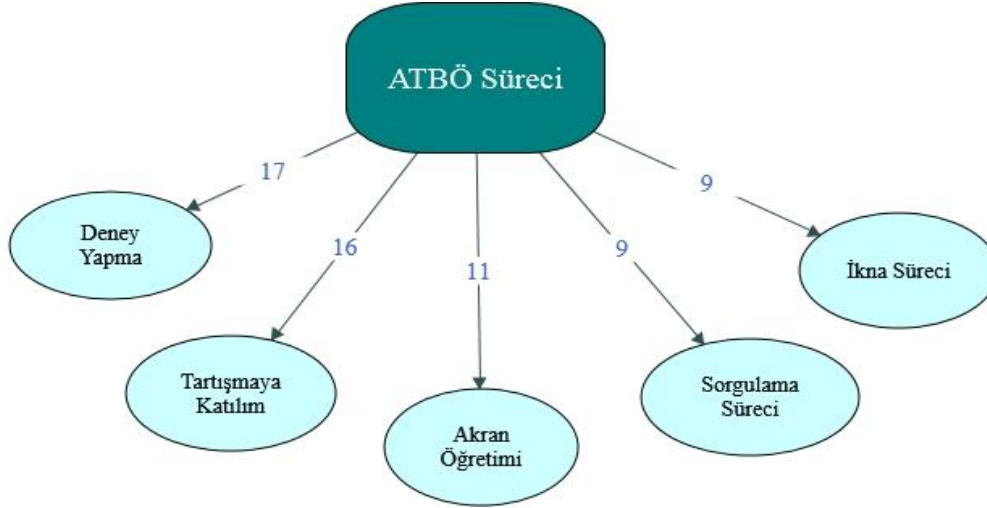 ATBÖ Süreci
17
16
11
9
9
Deney
Yapma
Tartışmaya
Katılım
Akran
Öğretimi
Sorgulama
Süreci
İkna Süreci